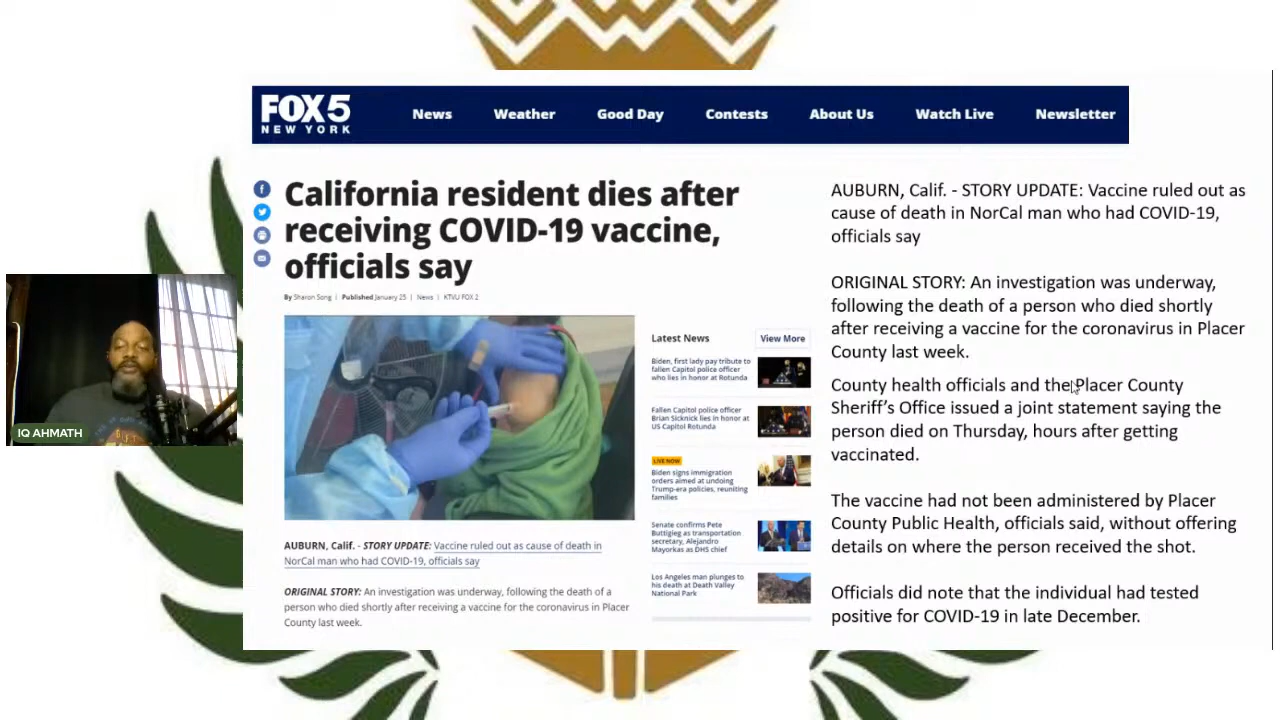 FOX 5
NEW YORK
News
Weather
Good Day
Contests
About Us
Watch Live
Newsletter
California resident dies after
receiving COVID-19 vaccine,
officials say
By Sharon Song | Published January 25 | News | KTVU FOX 2
AUBURN, Calif. - STORY UPDATE: Vaccine ruled out as cause of death in
NorCal man who had COVID-19, officials say
ORIGINAL STORY: An investigation was underway, following the death of a
person who died shortly after receiving a vaccine for the coronavirus in Placer
County last week.
Latest News
View More
Biden, first lady pay tribute to
fallen Capitol police officer
who lies in honor at Rotunda
Fallen Capitol police officer
Brian Sicknick lies in honor at
US Capitol Rotunda
LIVE NOW
Biden signs immigration
orders aimed at undoing
Trump-era policies, reuniting
families
Senate confirms Pete
Buttigieg as transportation
secretary, Alejandro
Mayorkas as DHS chief
Los Angeles man plunges to
his death at Death Valley
National Park
AUBURN, Calif. - STORY UPDATE: Vaccine ruled out as
cause of death in NorCal man who had COVID-19,
officials say
ORIGINAL STORY: An investigation was underway,
following the death of a person who died shortly
after receiving a vaccine for the coronavirus in Placer
County last week.
County health officials and the Placer County
Sheriff's Office issued a joint statement saying the
person died on Thursday, hours after getting
vaccinated.
The vaccine had not been administered by Placer
County Public Health, officials said, without offering
details on where the person received the shot.
Officials did note that the individual had tested
positive for COVID-19 in late December.
IQ AHMATH